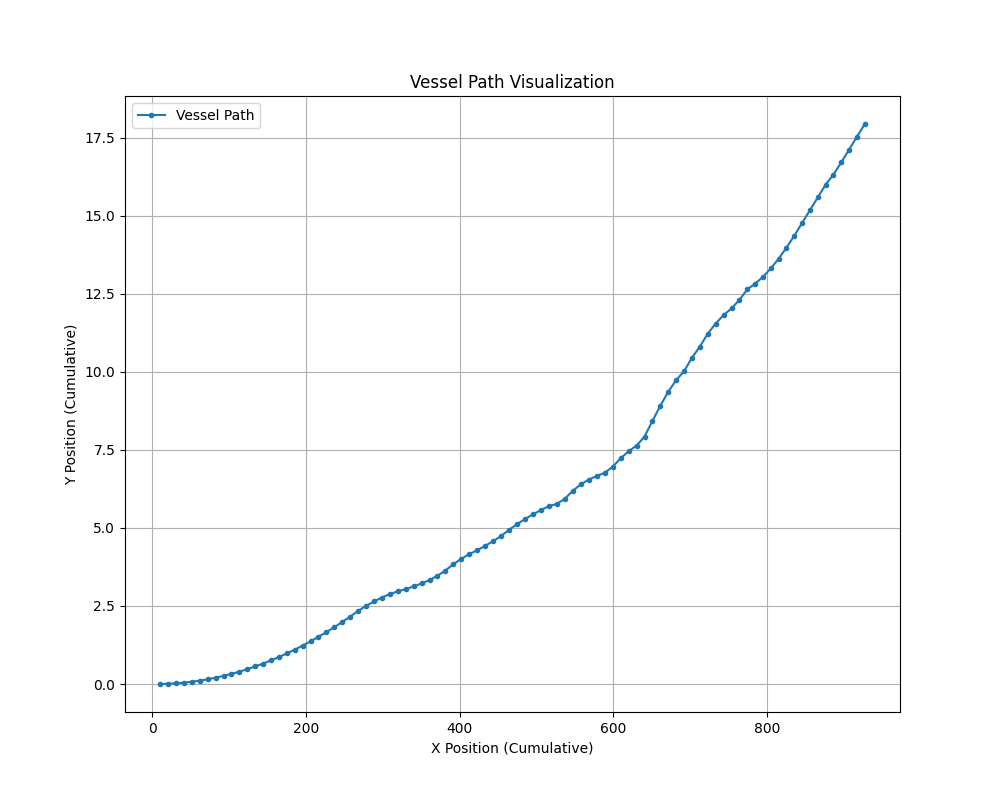 Vessel Path Visualization
Vessel Path
17.5
15.0
12.5
10.0
7.5
5.0
2.5
0.0
Y Position (Cumulative)
0 200 400 600 800
X Position (Cumulative)